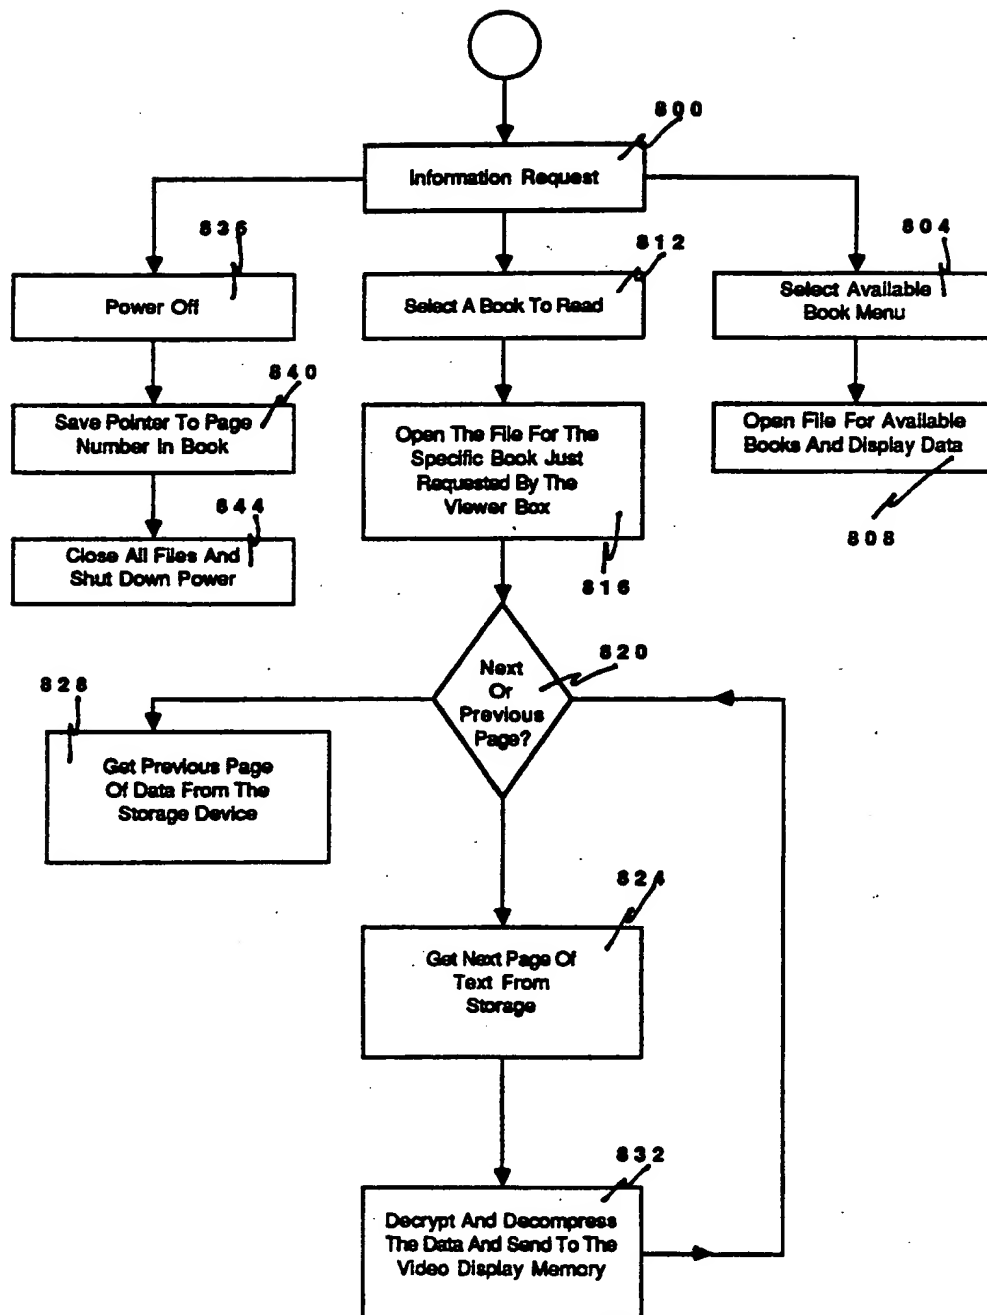 800
Information Request
836
Power Off
812
Select A Book To Read
804
Select Available
Book Menu
840
Save Pointer To Page
Number In Book
Open The File For The
Specific Book Just
Requested By The
Viewer Box
816
Open File For Available
Books And Display Data
808
844
Close All Files And
Shut Down Power
Next
Or
Previous
Page?
820
828
Get Previous Page
Of Data From The
Storage Device
824
Get Next Page Of
Text From
Storage
832
Decrypt And Decompress
The Data And Send To The
Video Display Memory